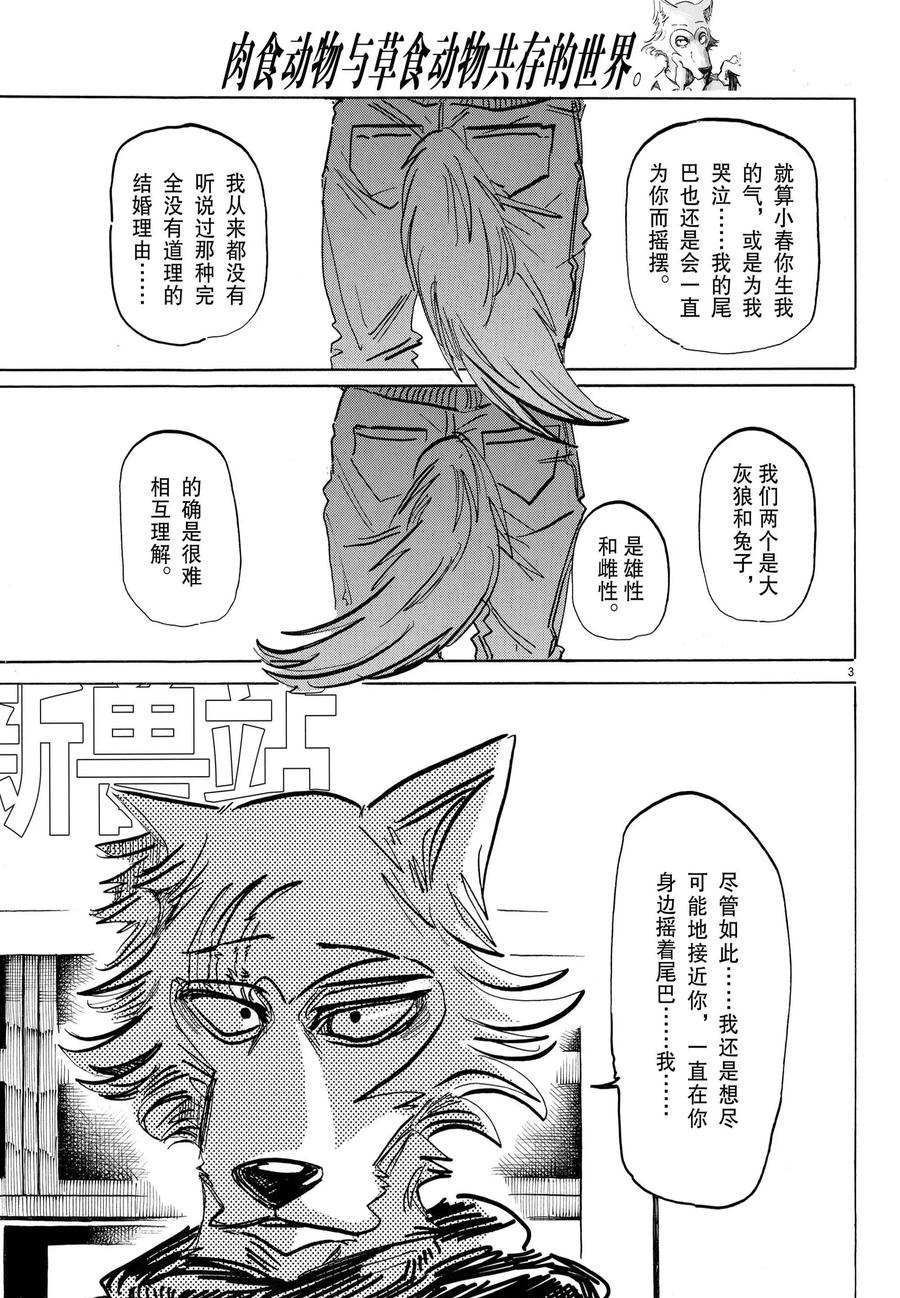 肉食动物与草食动物共存的世界。
就算小春你生我
的气，或是为我
哭泣……我的尾
巴也还是会一直
为你而摇摆。
我从来都没有
听说过那种完
全没有道理的
结婚理由……
我们两个是大
灰狼和兔子，
是雄性
和雌性。
的确是很难
相互理解。
3
新兽站
尽管如此……我还是想尽
可能地接近你，一直在你
身边摇着尾巴……我……